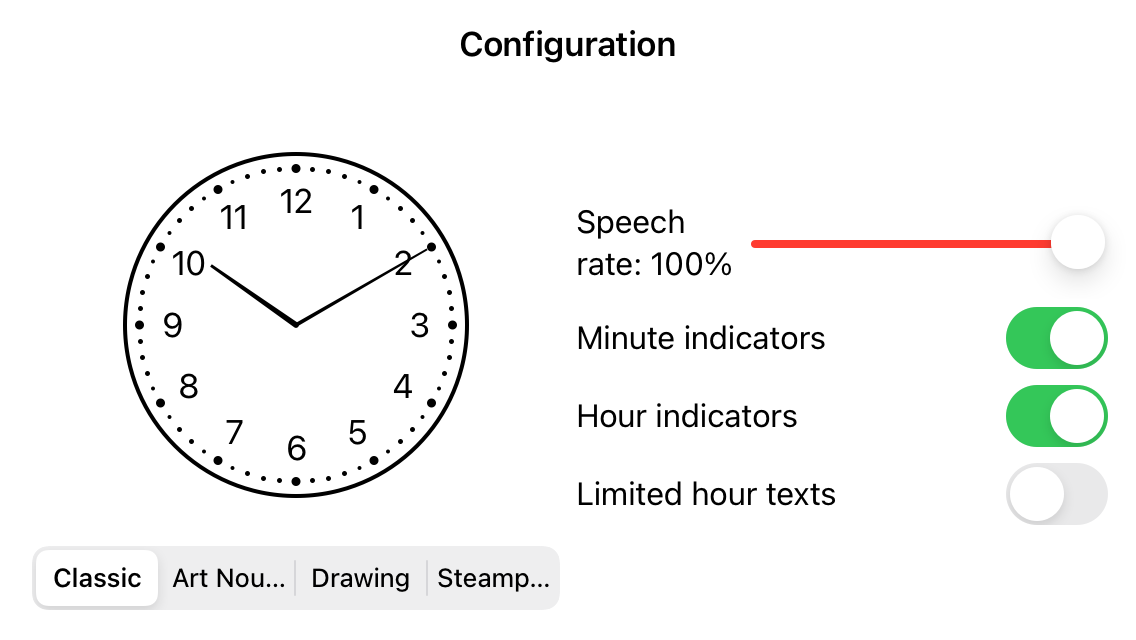 Configuration
12
11
1
10
2
9
3
8
4
7
5
6
Speech
rate: 100%
Minute indicators
Hour indicators
Limited hour texts
Classic
Art Nou...
Drawing
Steamp...